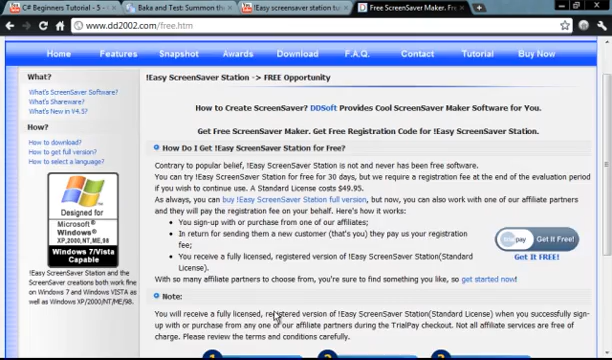 C# Beginners Tutorial - 5 -
Baka and Test: Summon th
!Easy screensaver station tu
Free ScreenSaver Maker. Fr
www.dd2002.com/free.htm
Home Features Snapshot Awards Download F.A.Q. Contact Tutorial Buy Now
What?
What's ScreenSaver Software?
What's Shareware?
What's New in V4.5?
How?
How to download?
How to get full version?
How to select a language?
Designed for
Microsoft
Windows
XP,2000/NT,ME,98
Windows 7/Vista
Capable
!Easy ScreenSaver Station and the
screensavers creations both work
fine on Windows 7 and Windows VISTA as
well as Windows XP/2000/NT/ME/98.
!Easy ScreenSaver Station -> FREE Opportunity
How to Create ScreenSaver? DDSoft Provides Cool ScreenSaver Maker Software for You.
Get Free ScreenSaver Maker. Get Free Registration Code for !Easy ScreenSaver Station.
How Do I Get !Easy ScreenSaver Station for Free?
Contrary to popular belief, !Easy ScreenSaver Station is not and never has been free software.
You can try !Easy ScreenSaver Station for free for 30 days, but we require a registration fee at the end of the evaluation period
if you wish to continue use. A Standard License costs $49.95.
As always, you can buy !Easy ScreenSaver Station full version, but now, you can also work with one of our affiliate partners
and they will pay the registration fee on your behalf. Here's how it works:
You sign-up with or purchase from one of our affiliates;
In return for sending them a new customer (that's you) they pay us your registration
fee;
You receive a fully licensed, registered version of !Easy ScreenSaver Station(Standard
License).
pay Get It Free!
Get It FREE!
With so many affiliate partners to choose from, you're sure to find something you like, so get started now!
Note:
You will receive a fully licensed, registered version of !Easy ScreenSaver Station(Standard License) when you successfully sign-
up with or purchase from any one of our affiliate partners during the TrialPay checkout. Not all affiliate services are free of
charge. Please review the terms and conditions carefully.